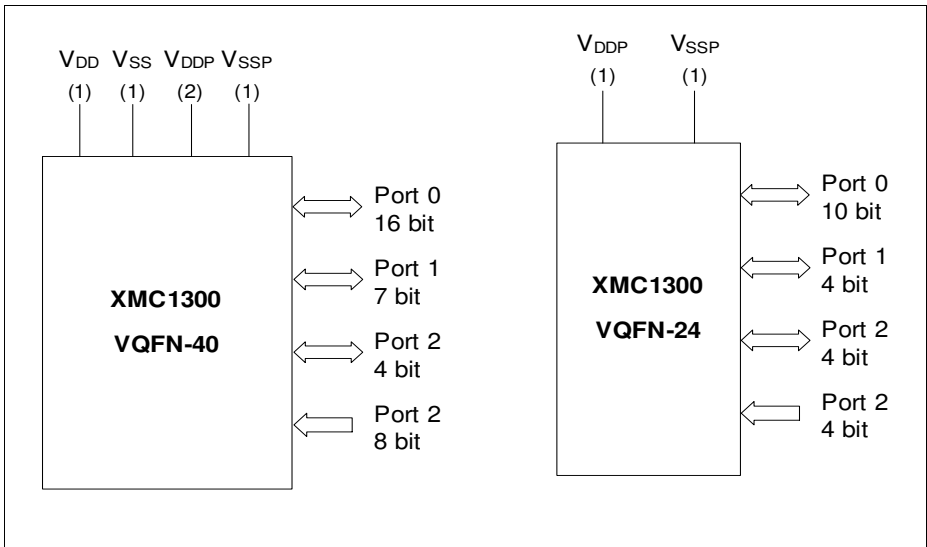 VDD VSS VDDP VSSP
(1) (1) (2) (1)
XMC1300
VQFN-40
Port 0
16 bit
Port 1
7 bit
Port 2
4 bit
Port 2
8 bit
VDDP VSSP
(1) (1)
XMC1300
VQFN-24
Port 0
10 bit
Port 1
4 bit
Port 2
4 bit
Port 2
4 bit